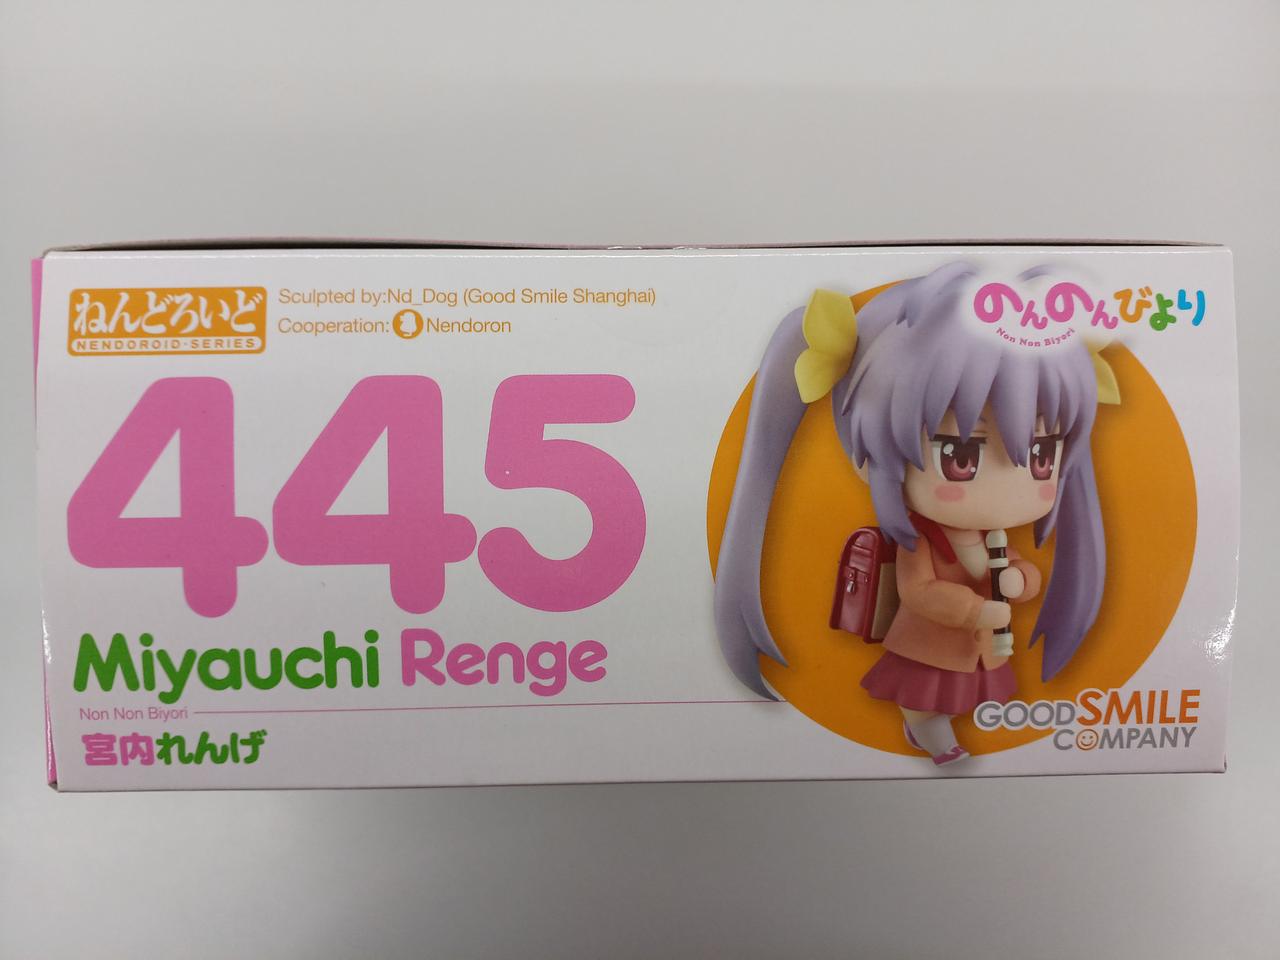 ねんどろいど
NENDOROID·SERIES
Sculpted by:Nd_Dog (Good Smile Shanghai)
Cooperation: Nendoron
445
Miyauchi Renge
Non Non Biyori
宮内れんげ
のんのんびより
Non Non Biyori
GOODSMILE
COMPANY